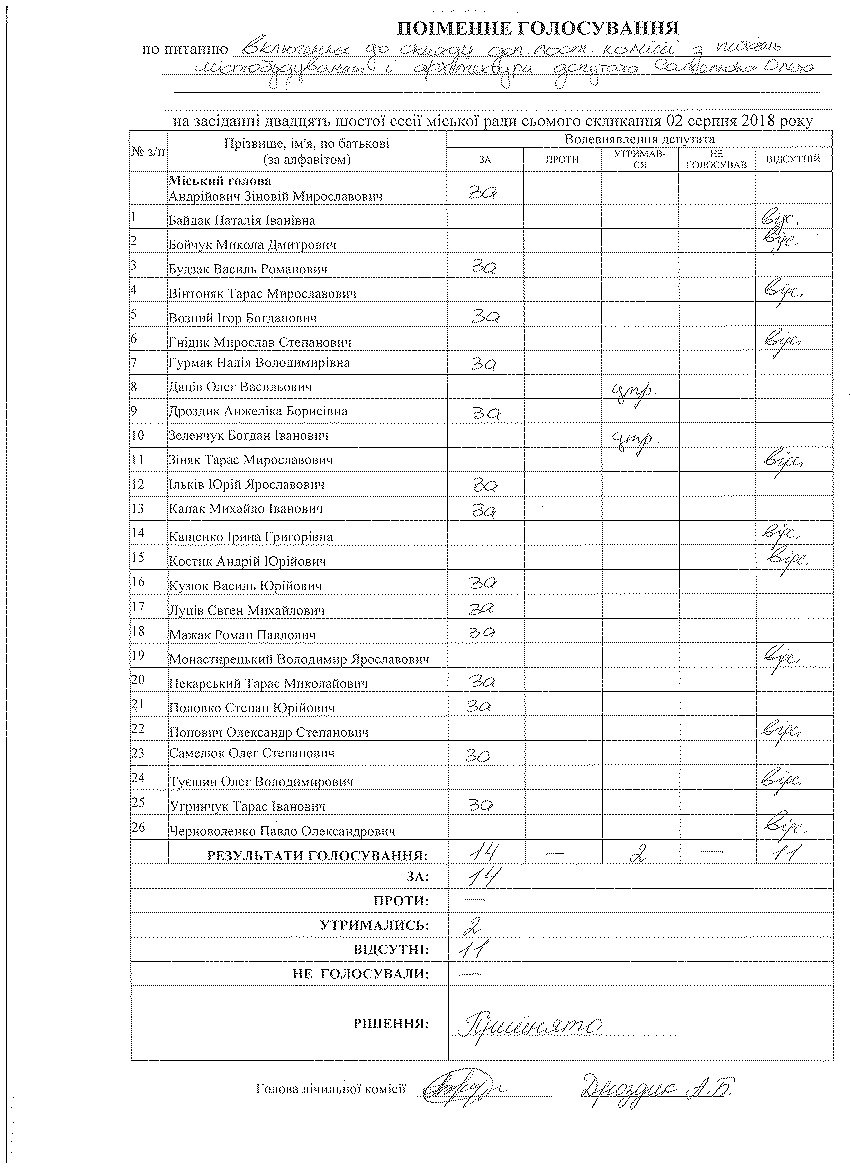 ПОІМЕННЕ ГОЛОСУВАННЯ
по питанню Включення до складу деп. пост. комісії з питань
містобудування і архітектури депутата Олега
на засіданні двадцять шостої сесії міської ради сьомого скликання 02 серпня 2018 року
№ з/п Прізвище, ім'я, по батькові (за алфавітом) Волевиявлення депутата
ЗА ПРОТИ УТРИМАВ-СЯ НЕ ГОЛОСУВАВ ВІДСУТНІЙ
Міський голова
Андрійович Зіновій Мирославович за
1 Байдак Наталія Іванівна відс.
2 Бойчук Микола Дмитрович відс.
3 Будзак Василь Романович за
4 Вінтоняк Тарас Мирославович відс.
5 Возний Ігор Богданович за
6 Гнідик Мирослав Степанович відс.
7 Гурмак Надія Володимирівна за
8 Даців Олег Васильович утр.
9 Дроздик Анжеліка Борисівна за
10 Зеленчук Богдан Іванович утр.
11 Зіняк Тарас Мирославович відс.
12 Ільків Юрій Ярославович за
13 Капак Михайло Іванович за
14 Кащенко Ірина Григорівна відс.
15 Костик Андрій Юрійович відс.
16 Кузюк Василь Юрійович за
17 Луців Євген Михайлович за
18 Мажак Роман Павлович за
19 Монастирецький Володимир Ярославович відс.
20 Пекарський Тарас Миколайович за
21 Половко Степан Юрійович за
22 Попович Олександр Степанович відс.
23 Самелюк Олег Степанович за
24 Туєшин Олег Володимирович відс.
25 Угринчук Тарас Іванович за
26 Черноволенко Павло Олександрович відс.
РЕЗУЛЬТАТИ ГОЛОСУВАННЯ: 14 — 2 — 11
ЗА: 14
ПРОТИ: —
УТРИМАЛИСЬ: 2
ВІДСУТНІ: 11
НЕ ГОЛОСУВАЛИ: —
РІШЕННЯ: Прийнято
Голова лічильної комісії Дроздик А.Б.